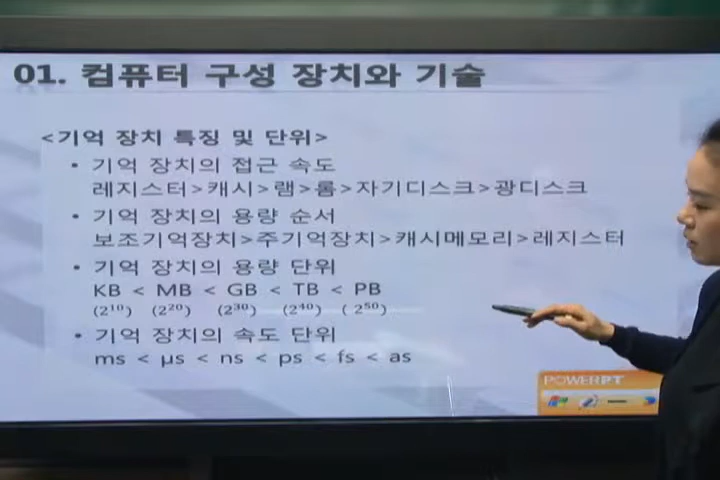 01. 컴퓨터 구성 장치와 기술
<기억 장치 특징 및 단위>
• 기억 장치의 접근 속도
레지스터>캐시>램>롬>자기디스크>광디스크
• 기억 장치의 용량 순서
보조기억장치>주기억장치>캐시메모리>레지스터
• 기억 장치의 용량 단위
KB < MB < GB < TB < PB
(2¹⁰) (2²⁰) (2³⁰) (2⁴⁰) (2⁵⁰)
• 기억 장치의 속도 단위
ms < μs < ns < ps < fs < as
POWERPT